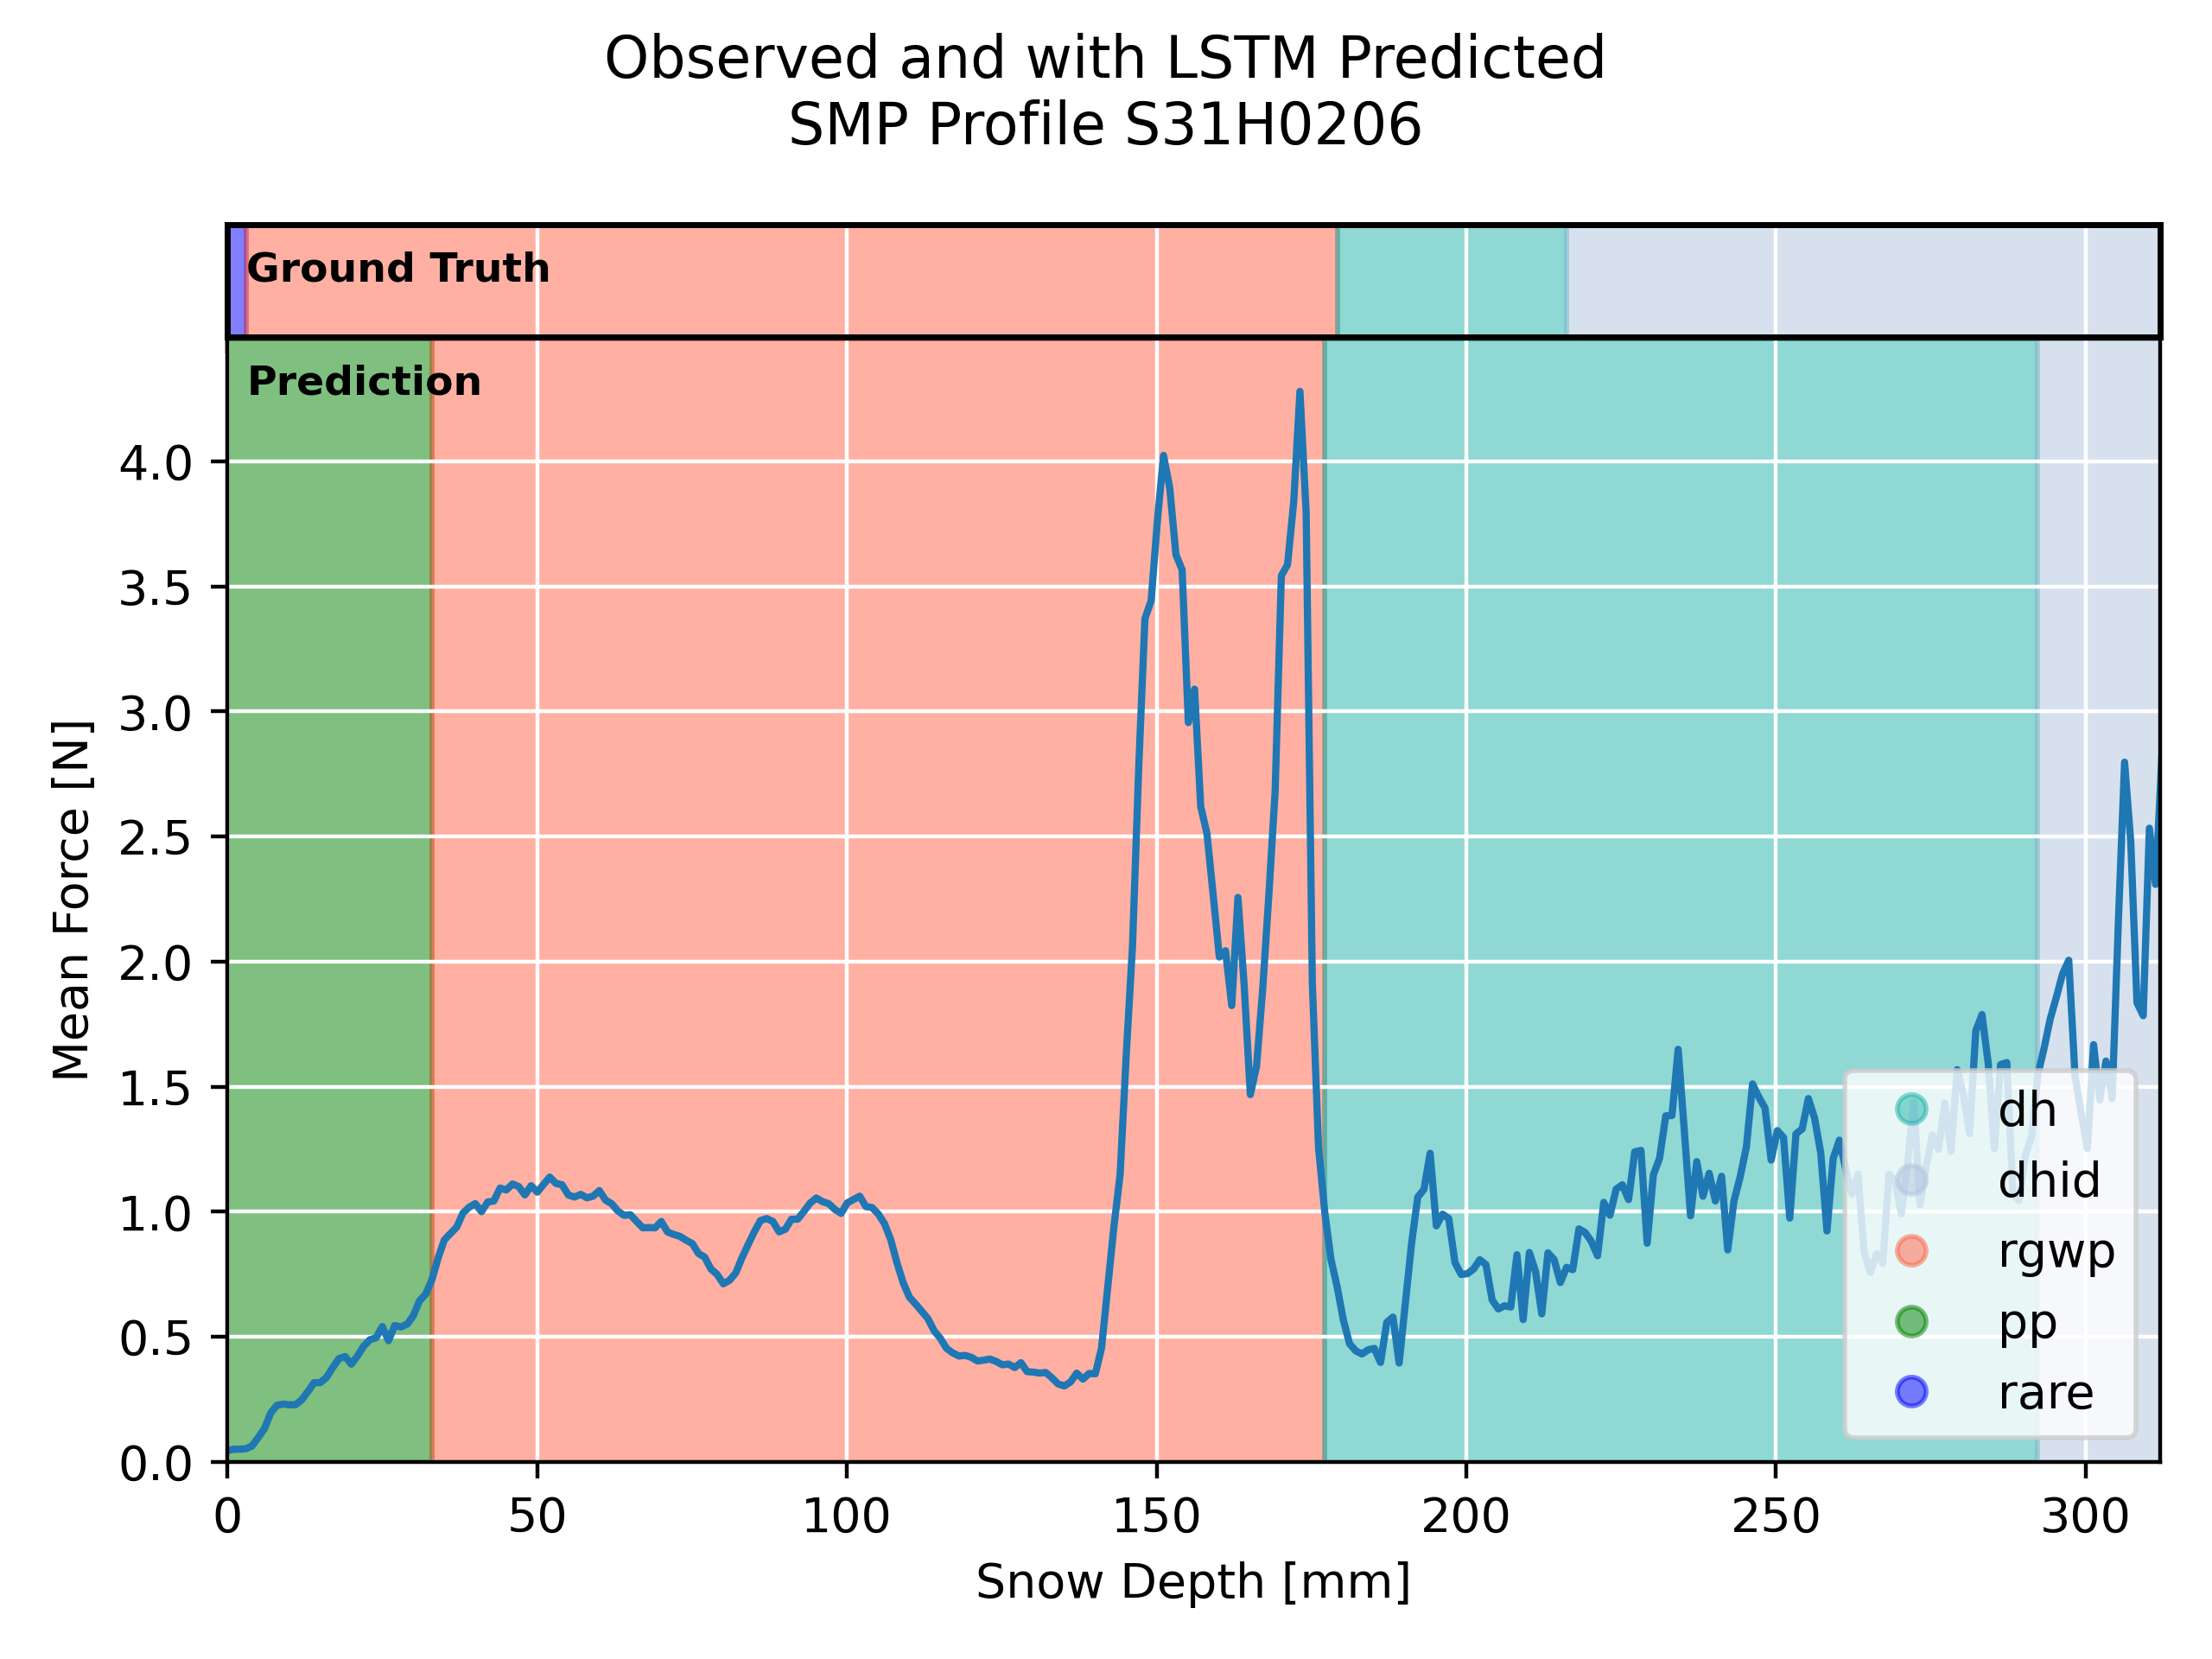 Observed and with LSTM Predicted
SMP Profile S31H0206
Ground Truth
Prediction
4.0
3.5
3.0
2.5
2.0
1.5
1.0
0.5
0.0
Mean Force [N]
dh
dhid
rgwp
pp
rare
0 50 100 150 200 250 300
Snow Depth [mm]